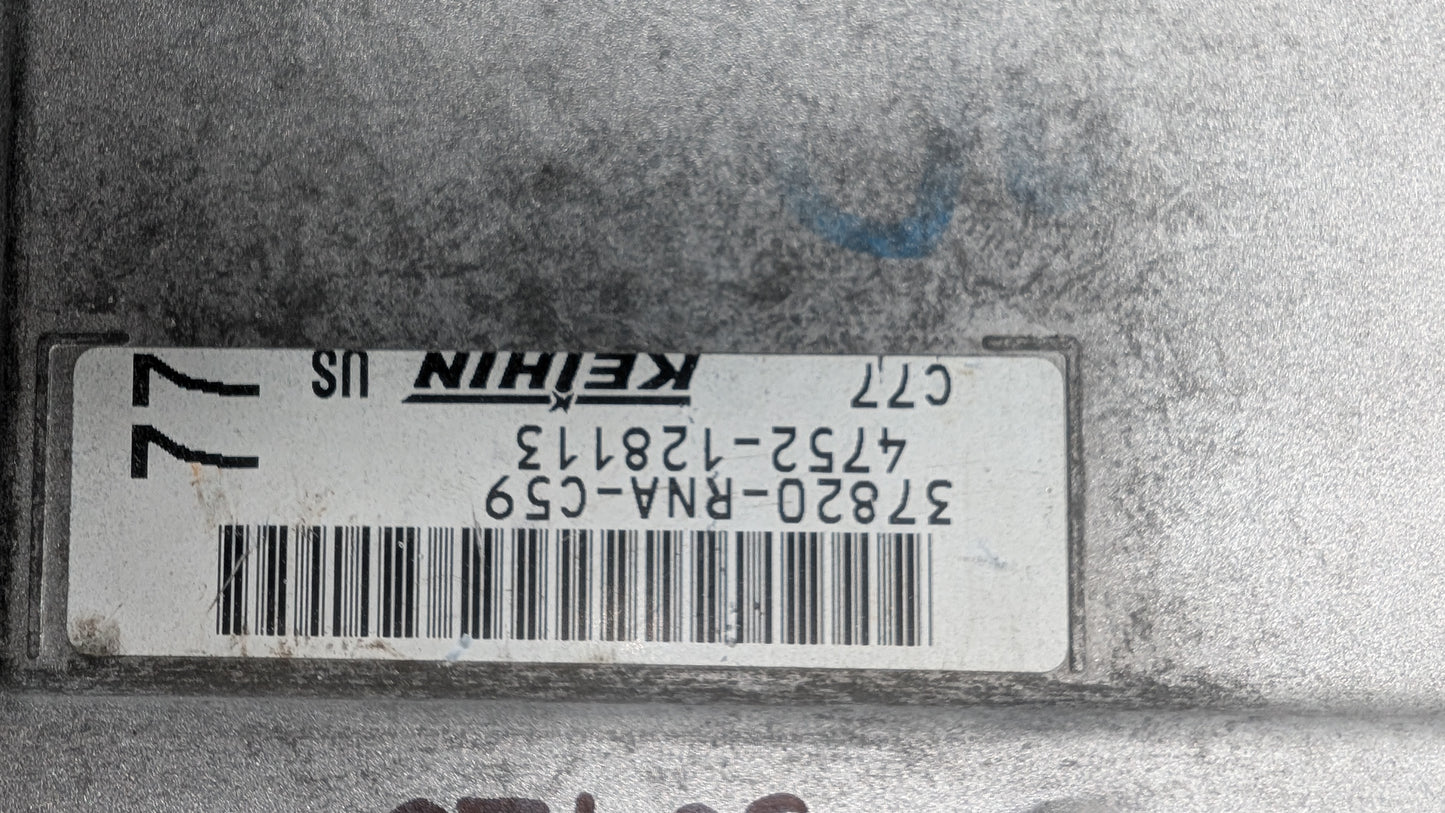 37820-RNA-C59
4752-128113
C77 KEIHIN US
77